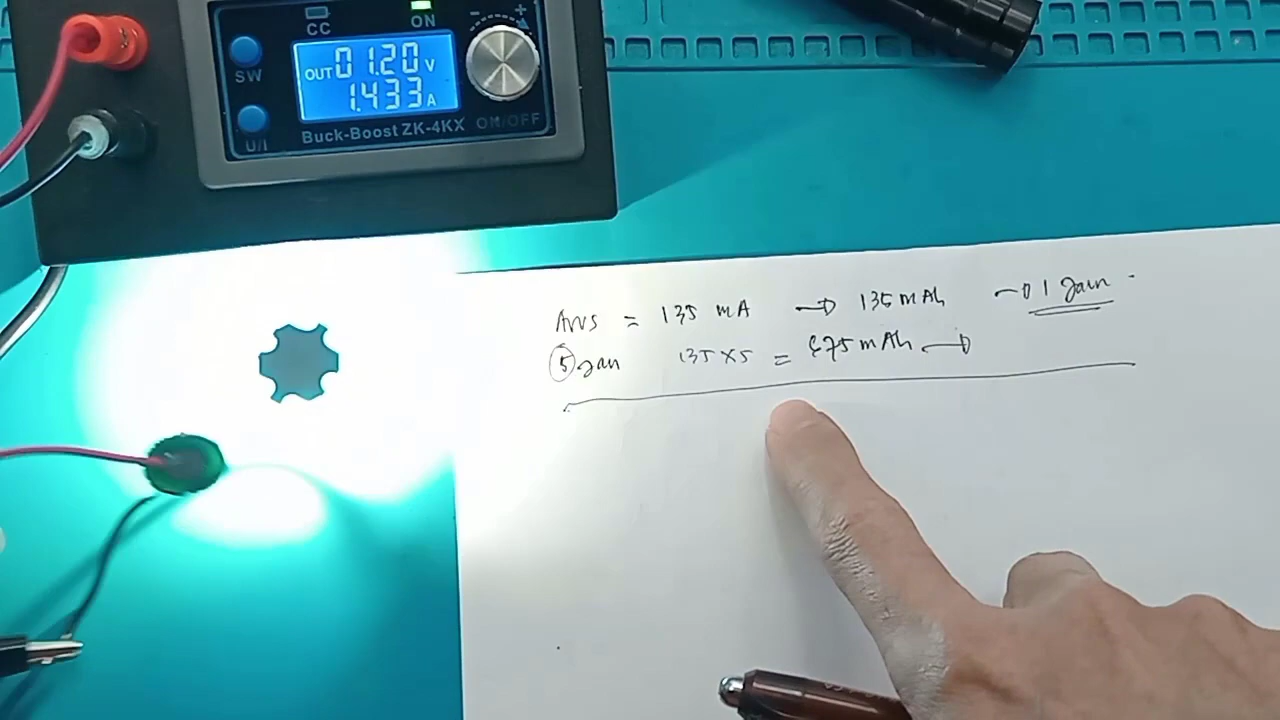 CC
ON
- +
SW
OUT 01.20 V
1.433 A
U/I
Buck-Boost ZK-4KX ON/OFF
Arus = 135 mA → 135 mAh → 1 jam
5 jam 135 x 5 = 675 mAh →